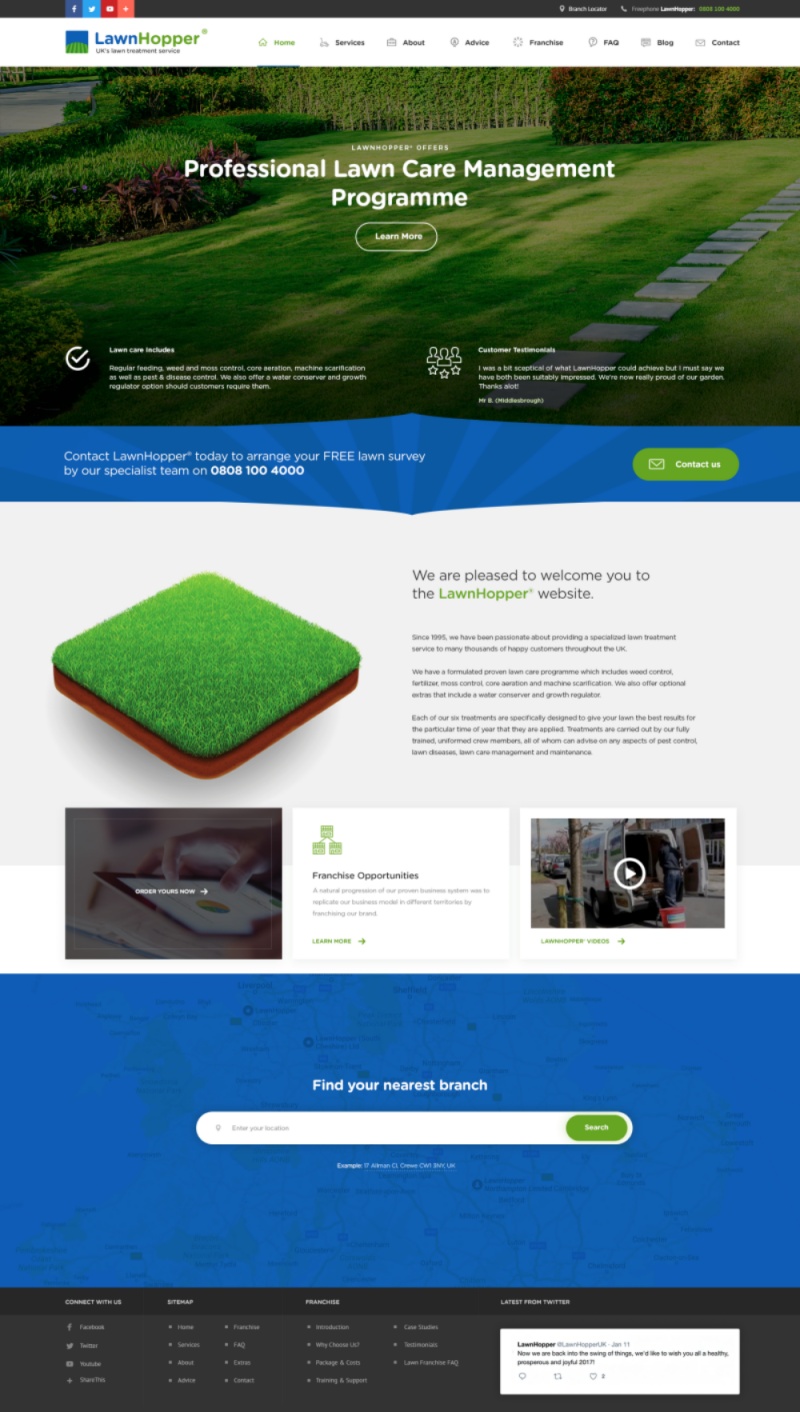 Branch Locator
Freephone LawnHopper: 0808 100 4000
LawnHopper®
UK's lawn treatment service
Home
Services
About
Advice
Franchise
FAQ
Blog
Contact
LAWNHOPPER® OFFERS
Professional Lawn Care Management
Programme
Learn More
Lawn care includes
Regular feeding, weed and moss control, core aeration, machine scarification
as well as pest & disease control. We also offer a water conserver and growth
regulator option should customers require them.
Customer Testimonials
I was a bit sceptical of what LawnHopper could achieve but I must say we
have both been suitably impressed. We're now really proud of our garden.
Thanks alot!
Mr B. (Middlesbrough)
Contact LawnHopper® today to arrange your FREE lawn survey
by our specialist team on 0808 100 4000
Contact us
We are pleased to welcome you to
the LawnHopper® website.
Since 1995, we have been passionate about providing a specialized lawn treatment
service to many thousands of happy customers throughout the UK.
We have a formulated proven lawn care programme which includes weed control,
fertilizer, moss control, core aeration and machine scarification. We also offer optional
extras that include a water conserver and growth regulator.
Each of our six treatments are specifically designed to give your lawn the best results for
the particular time of year that they are applied. Treatments are carried out by our fully
trained, uniformed crew members, all of whom can advise on any aspects of pest control,
lawn diseases, lawn care management and maintenance.
ORDER YOURS NOW
Franchise Opportunities
A natural progression of our proven business system was to
replicate our business model in different territories by
franchising our brand.
LEARN MORE
LAWNHOPPER® VIDEOS
Find your nearest branch
Enter your location
Search
Example: 17 Allman Cl, Crewe CW1 3NY, UK
CONNECT WITH US
Facebook
Twitter
Youtube
ShareThis
SITEMAP
Home
Services
About
Advice
Franchise
FAQ
Extras
Contact
FRANCHISE
Introduction
Why Choose Us?
Package & Costs
Training & Support
Case Studies
Testimonials
Lawn Franchise FAQ
LATEST FROM TWITTER
LawnHopper @LawnHopperUK · Jan 11
Now we are back into the swing of things, we'd like to wish you all a healthy,
prosperous and joyful 2017!